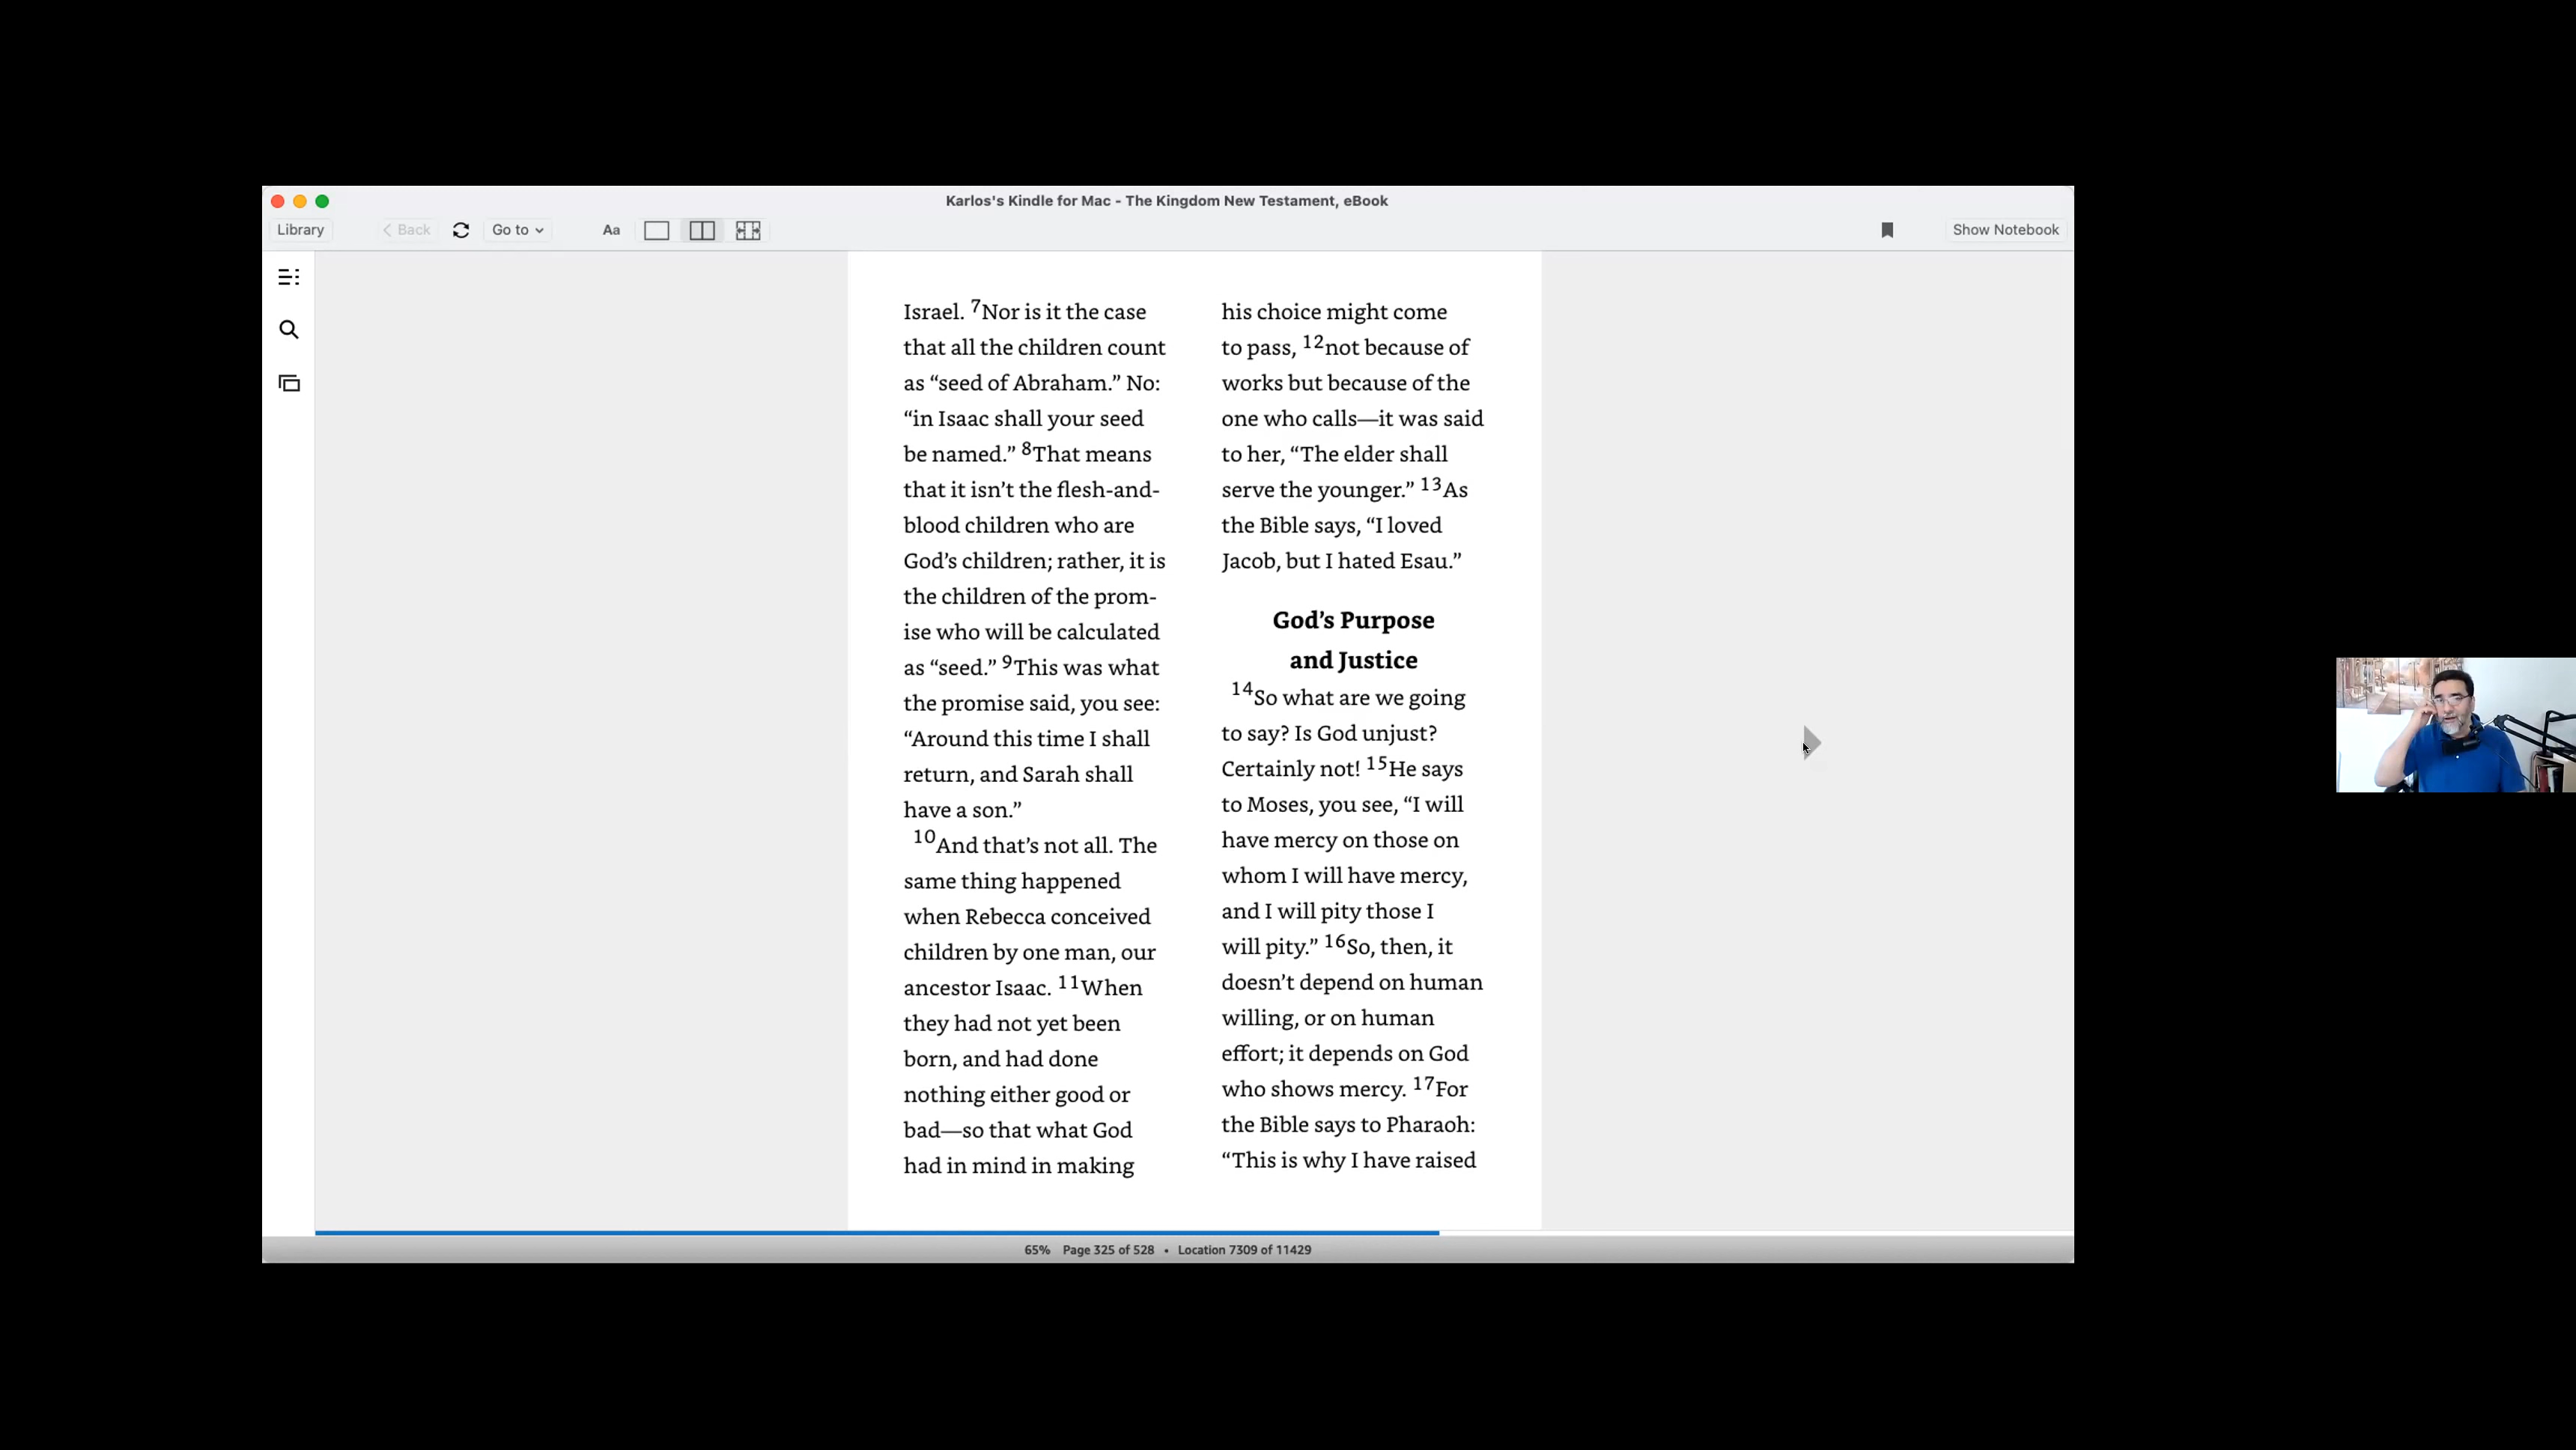 Karlos's Kindle for Mac - The Kingdom New Testament, eBook
Library
Back
Go to
Aa
Show Notebook
Israel. 7Nor is it the case
that all the children count
as “seed of Abraham.” No:
“in Isaac shall your seed
be named.” 8That means
that it isn’t the flesh-and-
blood children who are
God’s children; rather, it is
the children of the prom-
ise who will be calculated
as “seed.” 9This was what
the promise said, you see:
“Around this time I shall
return, and Sarah shall
have a son.”
10And that’s not all. The
same thing happened
when Rebecca conceived
children by one man, our
ancestor Isaac. 11When
they had not yet been
born, and had done
nothing either good or
bad—so that what God
had in mind in making
his choice might come
to pass, 12not because of
works but because of the
one who calls—it was said
to her, “The elder shall
serve the younger.” 13As
the Bible says, “I loved
Jacob, but I hated Esau.”
God’s Purpose
and Justice
14So what are we going
to say? Is God unjust?
Certainly not! 15He says
to Moses, you see, “I will
have mercy on those on
whom I will have mercy,
and I will pity those I
will pity.” 16So, then, it
doesn’t depend on human
willing, or on human
effort; it depends on God
who shows mercy. 17For
the Bible says to Pharaoh:
“This is why I have raised
65% Page 325 of 528 • Location 7309 of 11429